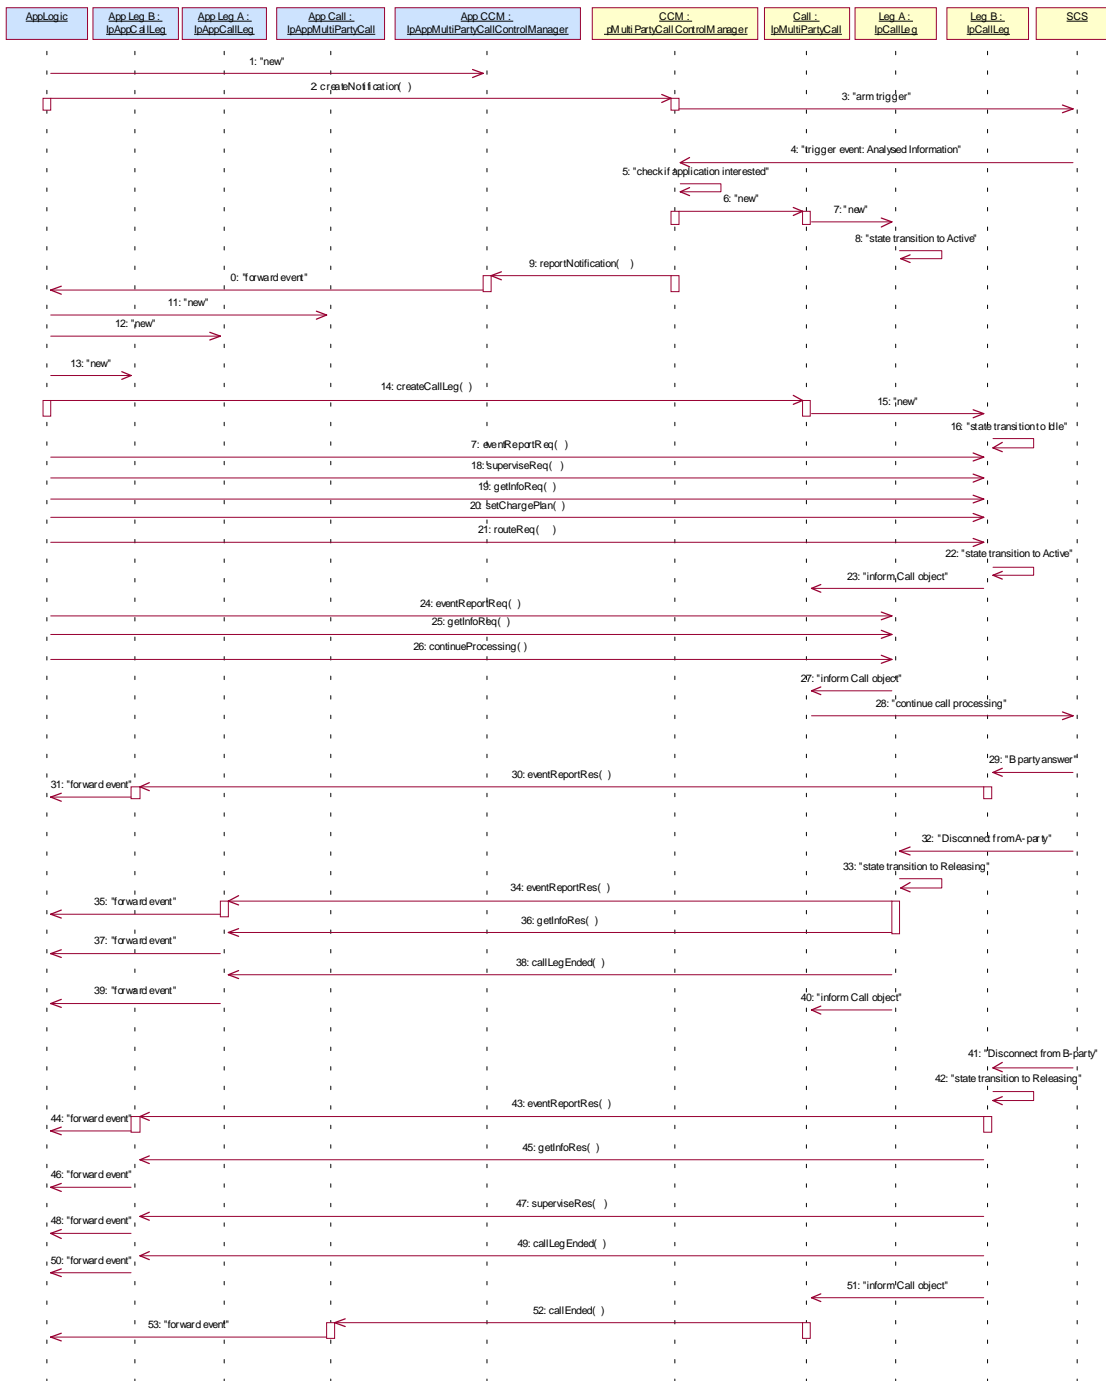 AppLogic
App Leg B :
IpAppCallLeg
App Leg A :
IpAppCallLeg
App Call :
IpAppMultiPartyCall
App CCM :
IpAppMultiPartyCallControlManager
CCM :
pMultiPartyCallControlManager
Call :
IpMultiPartyCall
Leg A :
IpCallLeg
Leg B :
IpCallLeg
SCS
1: "new"
2: createNotification( )
3: "arm trigger"
4: "trigger event: Analysed Information"
5: "check if application interested"
6: "new"
7: "new"
8: "state transition to Active"
9: reportNotification( )
0: "forward event"
11: "new"
12: "new"
13: "new"
14: createCallLeg( )
15: "new"
16: "state transition to Idle"
7: eventReportReq( )
18: superviseReq( )
19: getInfoReq( )
20: setChargePlan( )
21: routeReq( )
22: "state transition to Active"
23: "inform Call object"
24: eventReportReq( )
25: getInfoReq( )
26: continueProcessing( )
27: "inform Call object"
28: "continue call processing"
29: "B party answer"
30: eventReportRes( )
31: "forward event"
32: "Disconnect from A- party"
33: "state transition to Releasing"
34: eventReportRes( )
35: "forward event"
36: getInfoRes( )
37: "forward event"
38: callLegEnded( )
39: "forward event"
40: "inform Call object"
41: "Disconnect from B-party"
42: "state transition to Releasing"
43: eventReportRes( )
44: "forward event"
45: getInfoRes( )
46: "forward event"
47: superviseRes( )
48: "forward event"
49: callLegEnded( )
50: "forward event"
51: "inform Call object"
52: callEnded( )
53: "forward event"